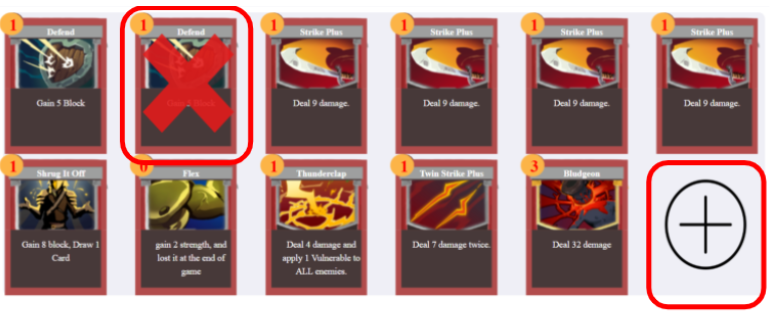 1
Defend
Gain 5 Block
1
Defend
1
Strike Plus
Deal 9 damage.
1
Strike Plus
Deal 9 damage.
1
Strike Plus
Deal 9 damage.
1
Strike Plus
Deal 9 damage.
1
Shrug It Off
Gain 8 block, Draw 1
Card
0
Flex
gain 2 strength, and
lost it at the end of
game
1
Thunderclap
Deal 4 damage and
apply 1 Vulnerable to
ALL enemies.
1
Twin Strike Plus
Deal 7 damage twice.
3
Bludgeon
Deal 32 demage